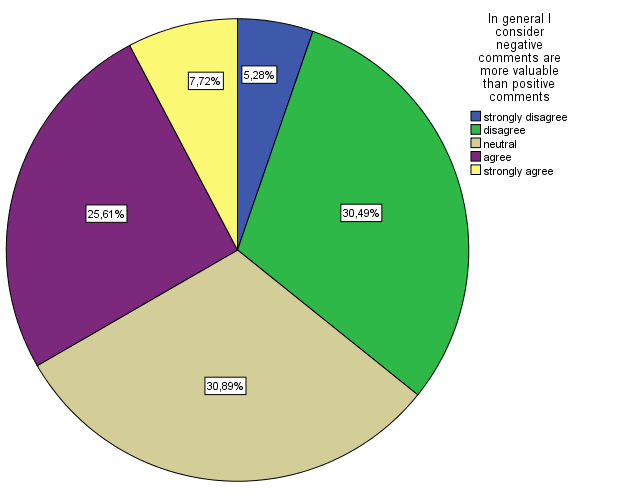 In general I
consider
negative
comments are
more valuable
than positive
comments
strongly disagree
disagree
neutral
agree
strongly agree
7,72%
5,28%
30,49%
25,61%
30,89%